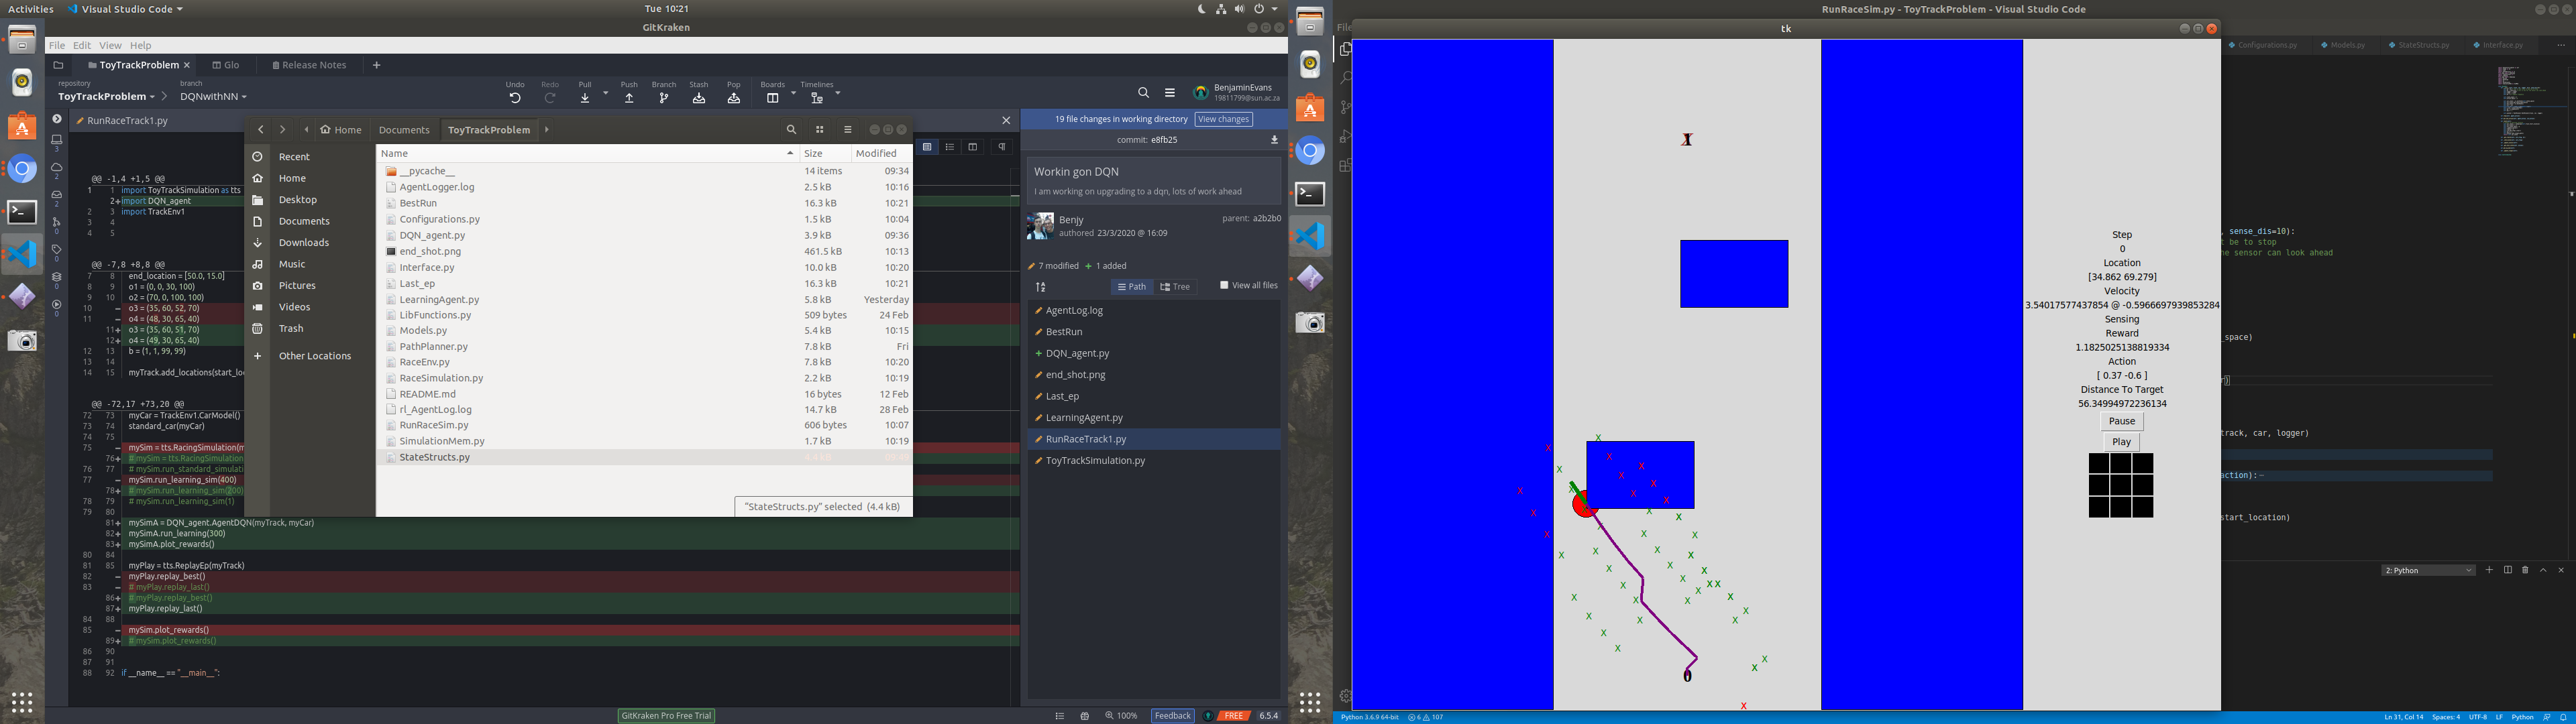 Activities
Visual Studio Code
Tue 10:21
GitKraken
File Edit View Help
ToyTrackProblem
Glo
Release Notes
repository
ToyTrackProblem
branch
DQNwithNN
Undo
Redo
Pull
Push
Branch
Stash
Pop
Boards
Timelines
BenjaminEvans
19811799@sun.ac.za
RunRaceTrack1.py
Home
Documents
ToyTrackProblem
Recent
Home
Desktop
Documents
Downloads
Music
Pictures
Videos
Trash
Other Locations
Name Size Modified
__pycache__ 14 items 09:34
AgentLogger.log 2.5 kB 10:16
BestRun 16.3 kB 10:21
Configurations.py 1.5 kB 10:04
DQN_agent.py 3.9 kB 09:36
end_shot.png 461.5 kB 10:13
Interface.py 10.0 kB 10:20
Last_ep 16.3 kB 10:21
LearningAgent.py 5.8 kB Yesterday
LibFunctions.py 509 bytes 24 Feb
Models.py 5.4 kB 10:15
PathPlanner.py 7.8 kB Fri
RaceEnv.py 7.8 kB 10:20
RaceSimulation.py 2.2 kB 10:19
README.md 16 bytes 12 Feb
rl_AgentLog.log 14.7 kB 28 Feb
RunRaceSim.py 606 bytes 10:07
SimulationMem.py 1.7 kB 10:19
StateStructs.py
"StateStructs.py" selected (4.4 kB)
@@ -1,4 +1,5 @@
1 1 import ToyTrackSimulation as tts
2+ import DQN_agent
2 3 import TrackEnv1
3 4
4 5
@@ -7,8 +8,8 @@
7 8 end_location = [50.0, 15.0]
8 9 o1 = (0, 0, 30, 100)
9 10 o2 = (70, 0, 100, 100)
10 - o3 = (35, 60, 52, 70)
11 - o4 = (48, 30, 65, 40)
11+ o3 = (35, 60, 51, 70)
12+ o4 = (49, 30, 65, 40)
12 13 b = (1, 1, 99, 99)
13 14
14 15 myTrack.add_locations(start_loc
@@ -72,17 +73,20 @@
72 73 myCar = TrackEnv1.CarModel()
73 74 standard_car(myCar)
74 75
75 - mySim = tts.RacingSimulation(m
76+ # mySim = tts.RacingSimulation
76 77 # mySim.run_standard_simulati
77 - mySim.run_learning_sim(400)
78+ # mySim.run_learning_sim(200)
78 79 # mySim.run_learning_sim(1)
79 80
81+ mySimA = DQN_agent.AgentDQN(myTrack, myCar)
82+ mySimA.run_learning(300)
83+ mySimA.plot_rewards()
80 84
81 85 myPlay = tts.ReplayEp(myTrack)
82 - myPlay.replay_best()
83 - # myPlay.replay_last()
86+ # myPlay.replay_best()
87+ myPlay.replay_last()
84 88
85 - mySim.plot_rewards()
89+ # mySim.plot_rewards()
86 90
87 91
88 92 if __name__ == "__main__":
19 file changes in working directory View changes
commit: e8fb25
Workin gon DQN
I am working on upgrading to a dqn, lots of work ahead
Benjy
authored 23/3/2020 @ 16:09
parent: a2b2b0
7 modified + 1 added
Path Tree View all files
AgentLog.log
BestRun
DQN_agent.py
end_shot.png
Last_ep
LearningAgent.py
RunRaceTrack1.py
ToyTrackSImulation.py
GitKraken Pro Free Trial
100%
Feedback
FREE
6.5.4
RunRaceSim.py - ToyTrackProblem - Visual Studio Code
tk
File
Configurations.py
Models.py
StateStructs.py
Interface.py
Step
0
Location
[34.862 69.279]
Velocity
3.54017577437854 @ -0.5966697939853284
Sensing
Reward
1.1825025138819334
Action
[ 0.37 -0.6 ]
Distance To Target
56.34994972236134
Pause
Play
0
, sense_dis=10):
t be to stop
he sensor can look ahead
_space)
track, car, logger)
action):
start_location)
2: Python
Python 3.6.9 64-bit
6 107
Ln 31, Col 14
Spaces: 4
UTF-8
LF
Python